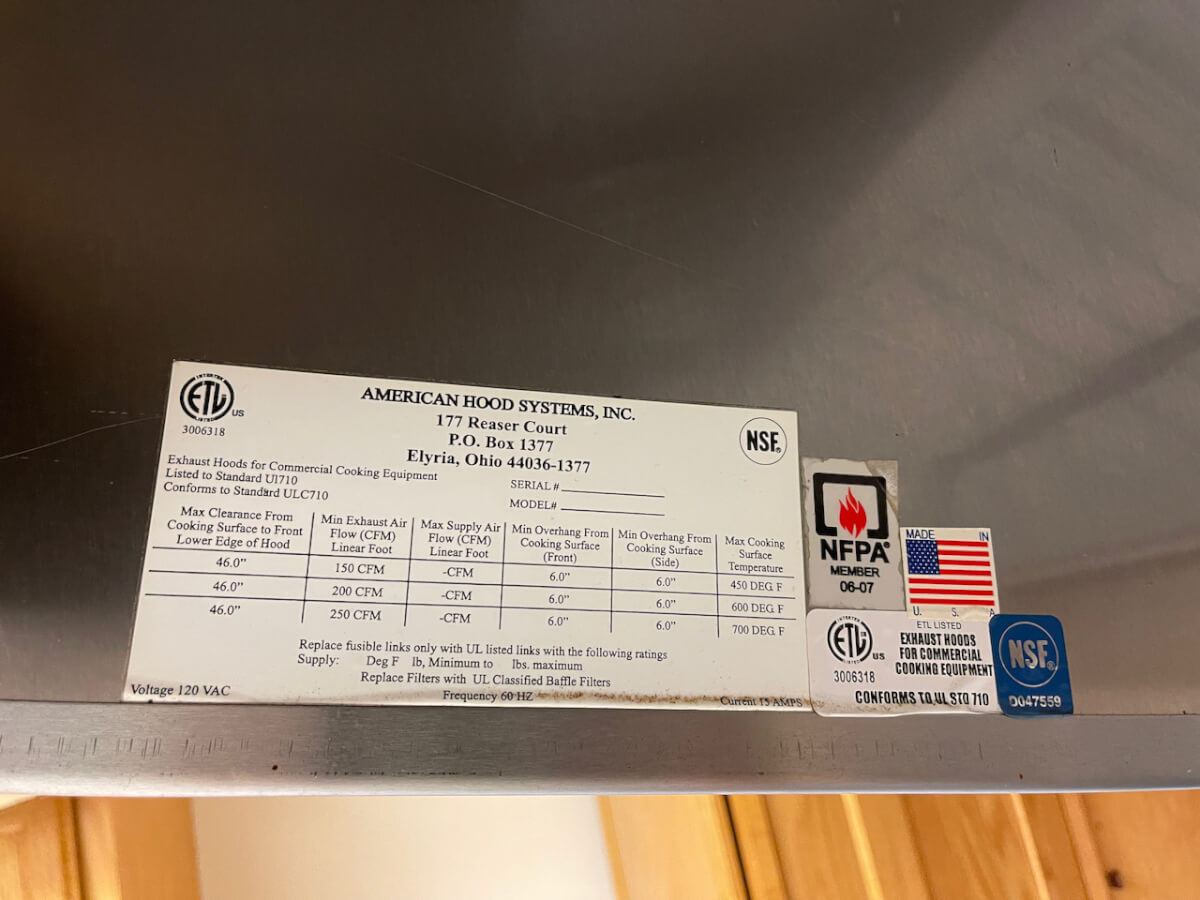 ETL US
3006318
AMERICAN HOOD SYSTEMS, INC.
177 Reaser Court
P.O. Box 1377
Elyria, Ohio 44036-1377
NSF®
Exhaust Hoods for Commercial Cooking Equipment
Listed to Standard Ul710
Conforms to Standard ULC710
SERIAL #
MODEL#
Max Clearance From Cooking Surface to Front Lower Edge of Hood | Min Exhaust Air Flow (CFM) Linear Foot | Max Supply Air Flow (CFM) Linear Foot | Min Overhang From Cooking Surface (Front) | Min Overhang From Cooking Surface (Side) | Max Cooking Surface Temperature
46.0" | 150 CFM | -CFM | 6.0" | 6.0" | 450 DEG F
46.0" | 200 CFM | -CFM | 6.0" | 6.0" | 600 DEG F
46.0" | 250 CFM | -CFM | 6.0" | 6.0" | 700 DEG F
Replace fusible links only with UL listed links with the following ratings
Supply: Deg F lb, Minimum to lbs. maximum
Replace Filters with UL Classified Baffle Filters
Voltage 120 VAC Frequency 60 HZ Current 15 AMPS
NFPA®
MEMBER
06-07
MADE IN
U. S. A
ETL US
3006318
ETL LISTED
EXHAUST HOODS
FOR COMMERCIAL
COOKING EQUIPMENT
CONFORMS TO UL STD 710
NSF®
D047559